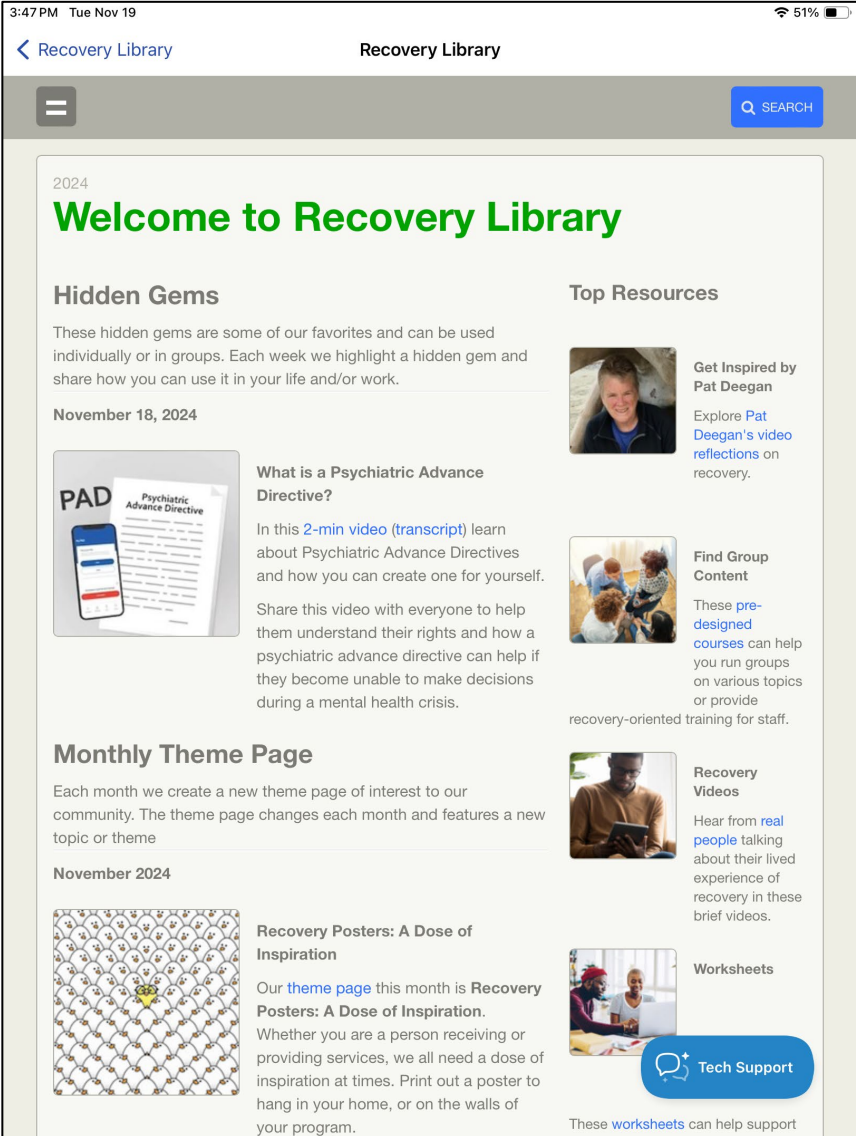 3:47 PM Tue Nov 19
51%
Recovery Library
Recovery Library
SEARCH
2024
Welcome to Recovery Library
Hidden Gems
These hidden gems are some of our favorites and can be used
individually or in groups. Each week we highlight a hidden gem and
share how you can use it in your life and/or work.
November 18, 2024
PAD
Psychiatric
Advance Directive
What is a Psychiatric Advance
Directive?
In this 2-min video (transcript) learn
about Psychiatric Advance Directives
and how you can create one for yourself.
Share this video with everyone to help
them understand their rights and how a
psychiatric advance directive can help if
they become unable to make decisions
during a mental health crisis.
Monthly Theme Page
Each month we create a new theme page of interest to our
community. The theme page changes each month and features a new
topic or theme
November 2024
Recovery Posters: A Dose of
Inspiration
Our theme page this month is Recovery
Posters: A Dose of Inspiration.
Whether you are a person receiving or
providing services, we all need a dose of
inspiration at times. Print out a poster to
hang in your home, or on the walls of
your program.
Top Resources
Get Inspired by
Pat Deegan
Explore Pat
Deegan's video
reflections on
recovery.
Find Group
Content
These pre-
designed
courses can help
you run groups
on various topics
or provide
recovery-oriented training for staff.
Recovery
Videos
Hear from real
people talking
about their lived
experience of
recovery in these
brief videos.
Worksheets
Tech Support
These worksheets can help support